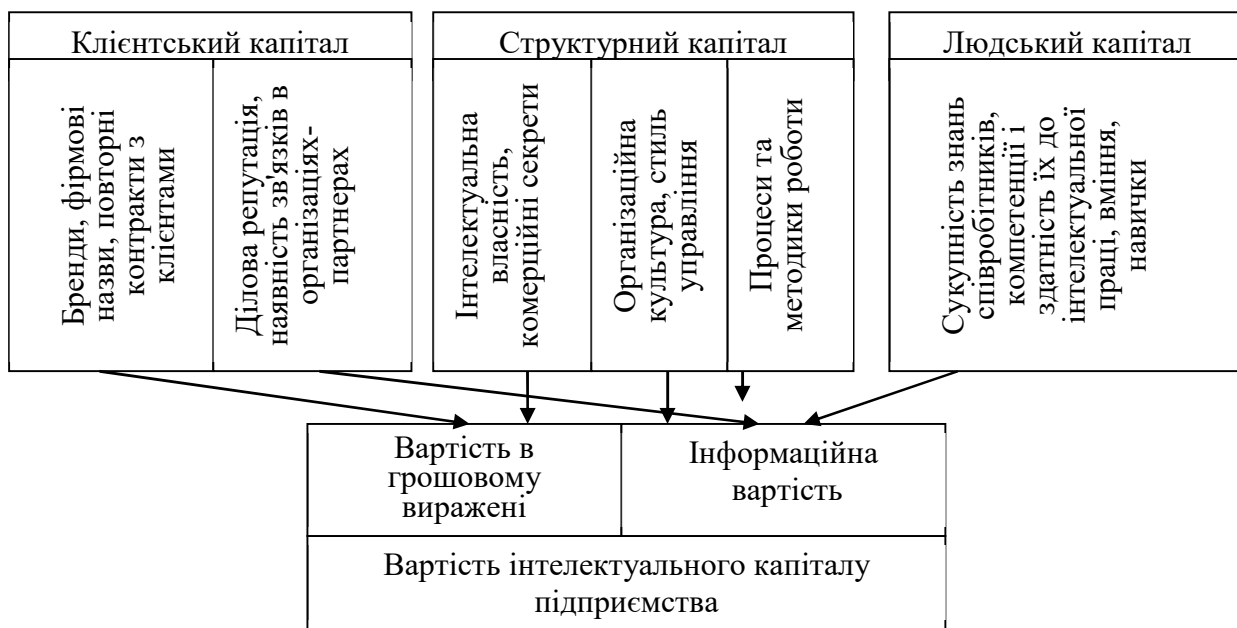 Клієнтський капітал
Бренди, фірмові
назви, повторні
контракти з
клієнтами
Ділова репутація,
наявність зв'язків в
організаціях-
партнерах
Структурний капітал
Інтелектуальна
власність,
комерційні секрети
Організаційна
культура, стиль
управління
Процеси та
методики роботи
Людський капітал
Сукупність знань
співробітників,
компетенції і
здатність їх до
інтелектуальної
праці, вміння,
навички
Вартість в
грошовому
виражені
Інформаційна
вартість
Вартість інтелектуального капіталу
підприємства